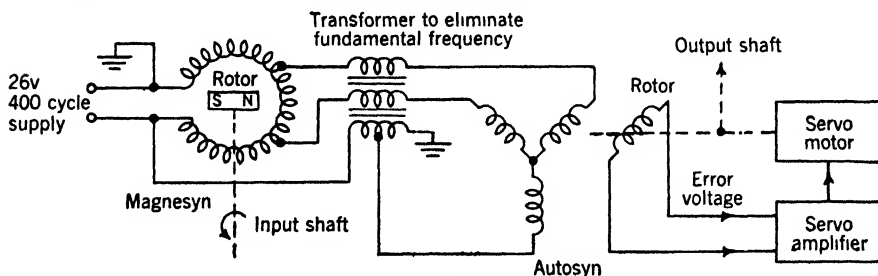 Transformer to eliminate
fundamental frequency
Output shaft
26v
400 cycle
supply
Rotor
S N
Rotor
Servo
motor
Magnesyn
Input shaft
Error
voltage
Servo
amplifier
Autosyn